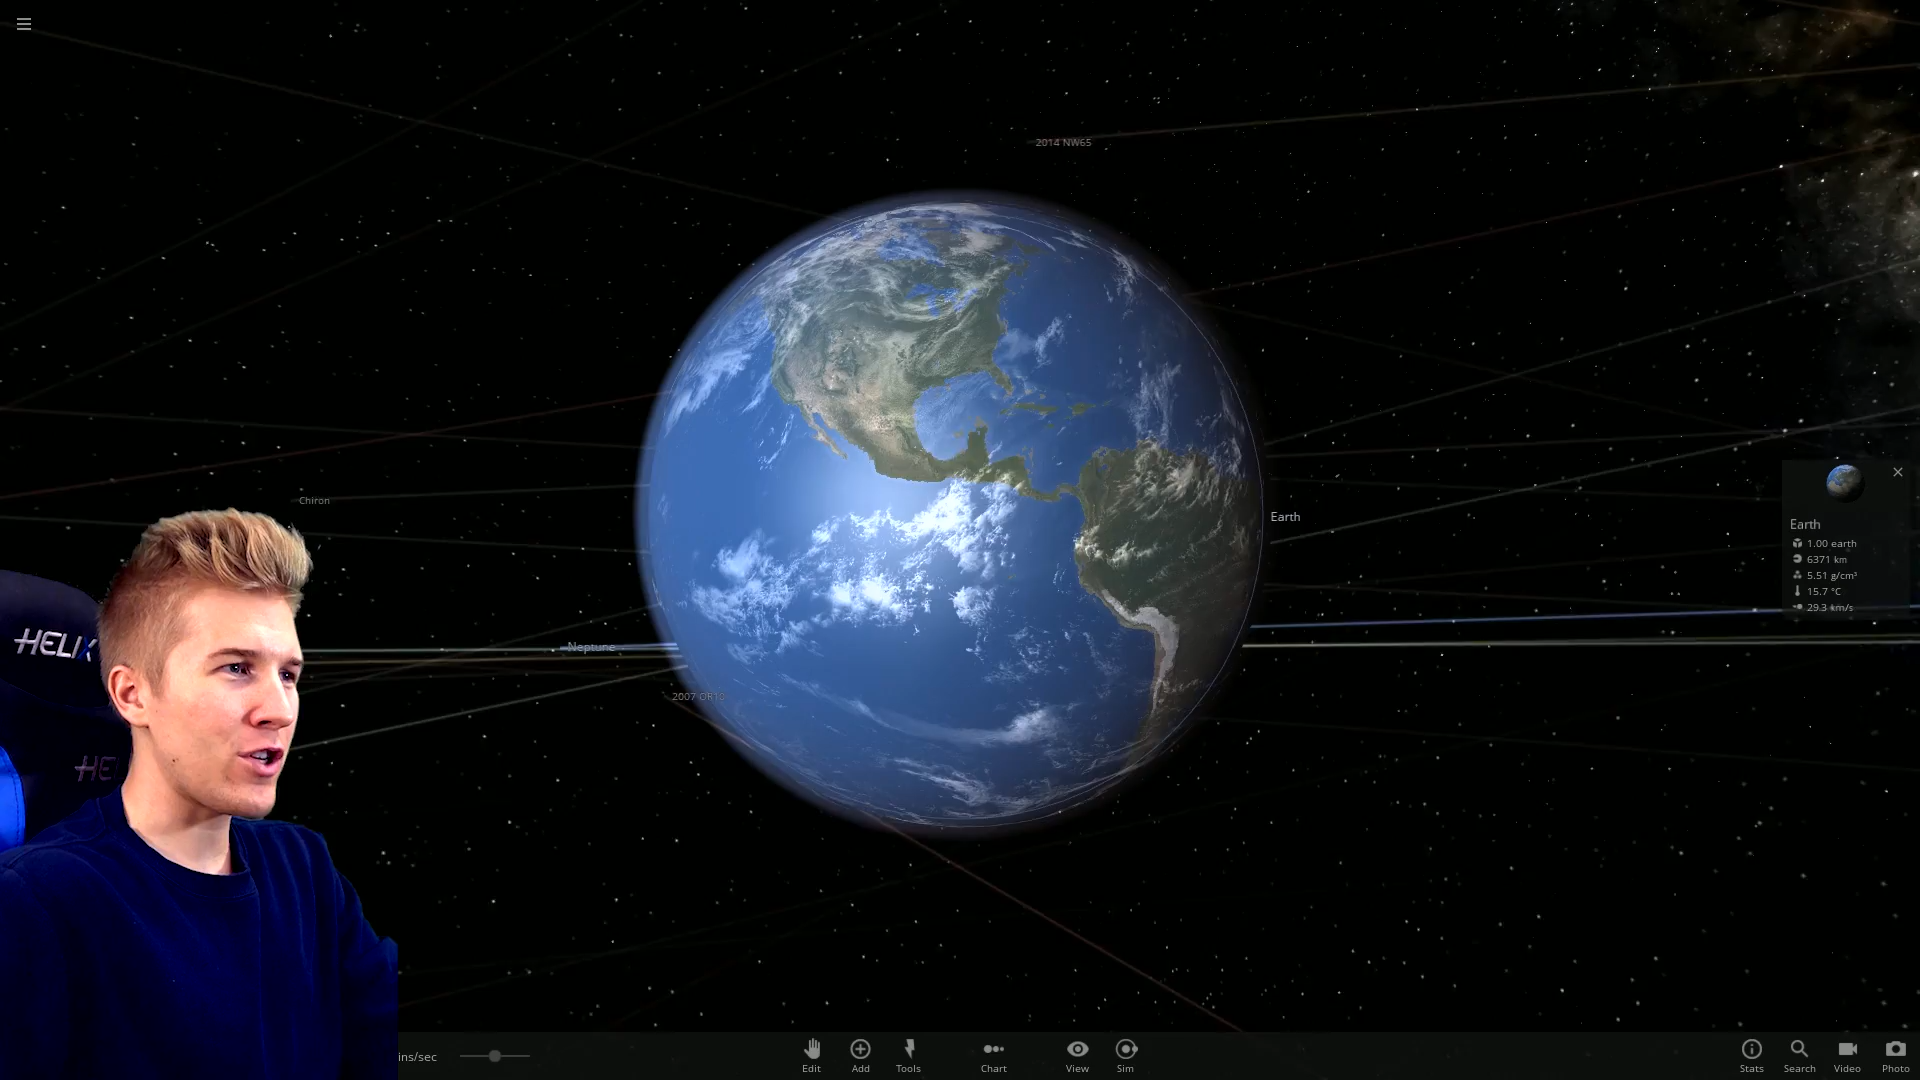 2014 NW65
Earth
Chiron
Neptune
2007 OR10
HELIX
HE
Earth
1.00 earth
6371 km
5.51 g/cm³
15.7 °C
29.3 km/s
ins/sec
Edit
Add
Tools
Chart
View
Sim
Stats
Search
Video
Photo